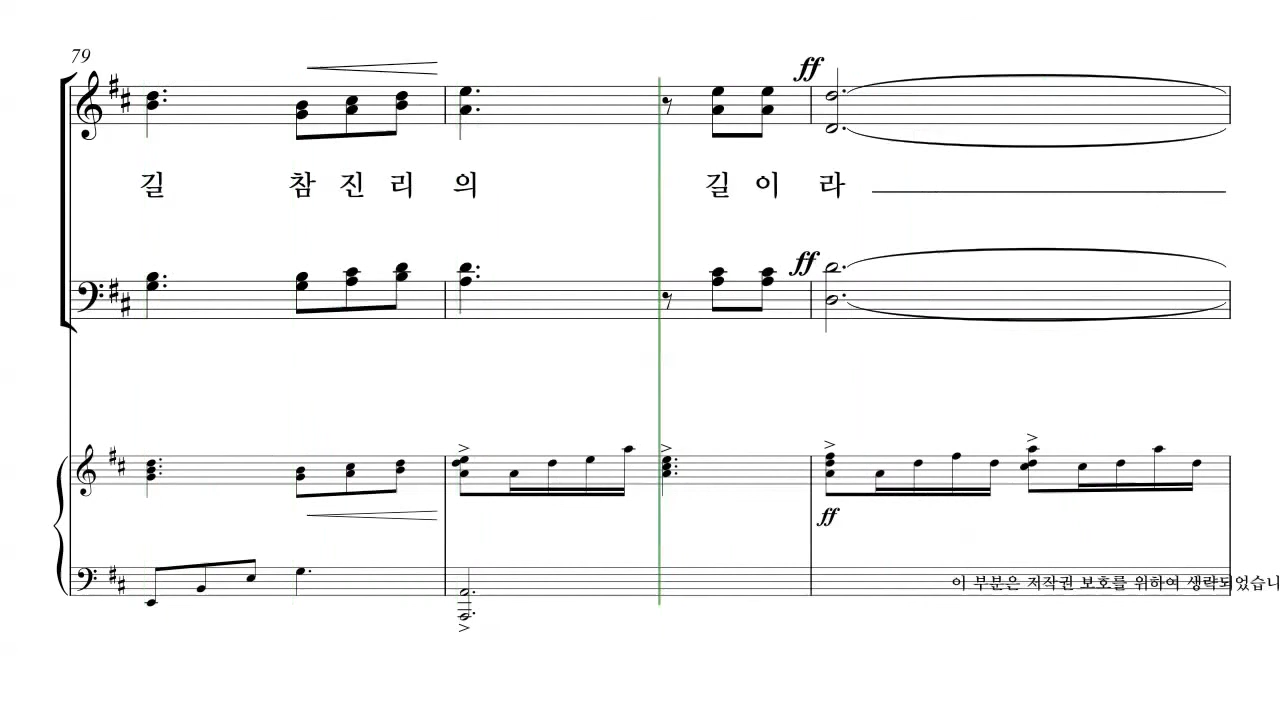 79
ff
길 참 진 리 의 길 이 라
ff
ff
이 부분은 저작권 보호를 위하여 생략되었습니